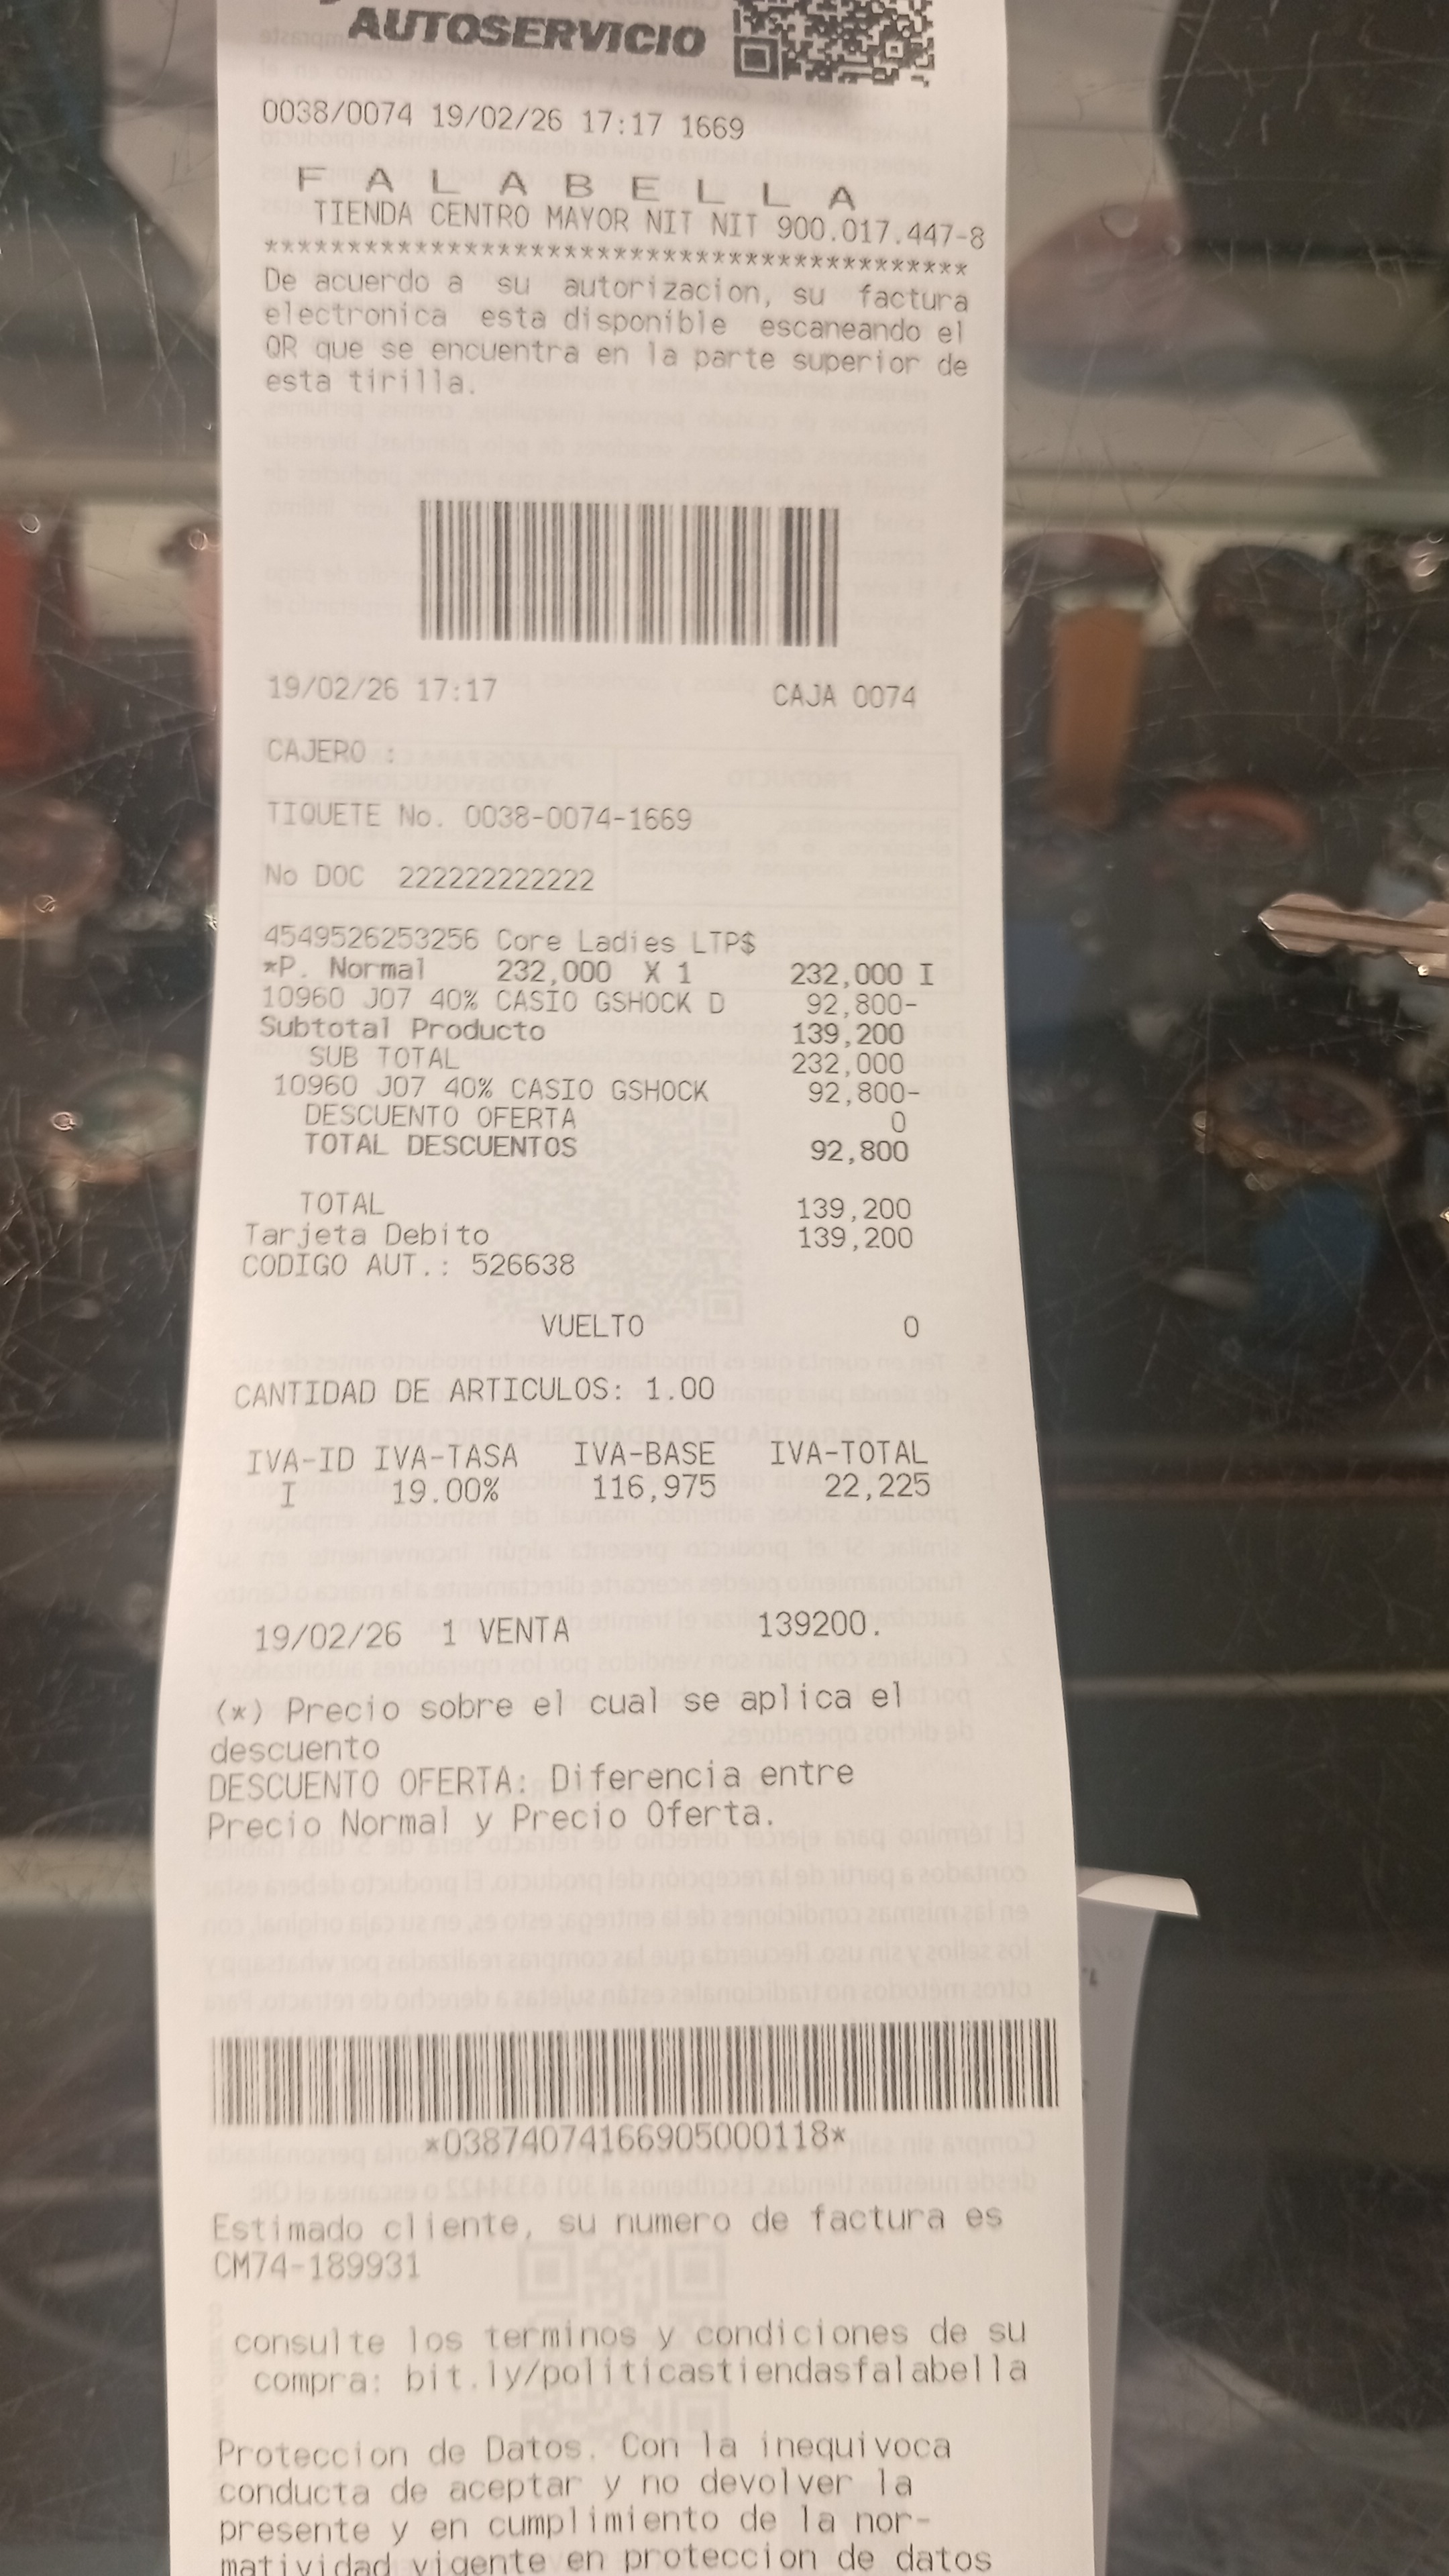 AUTOSERVICIO
0038/0074 19/02/26 17:17 1669
F A L A B E L L A
TIENDA CENTRO MAYOR NIT NIT 900.017.447-8
******************************************
De acuerdo a su autorizacion, su factura
electronica esta disponible escaneando el
QR que se encuentra en la parte superior de
esta tirilla.
19/02/26 17:17 CAJA 0074
CAJERO :
TIQUETE No. 0038-0074-1669
No DOC 222222222222
4549526253256 Core Ladies LTP$
*P. Normal 232,000 X 1 232,000 I
10960 J07 40% CASIO GSHOCK D 92,800-
Subtotal Producto 139,200
SUB TOTAL 232,000
10960 J07 40% CASIO GSHOCK 92,800-
DESCUENTO OFERTA 0
TOTAL DESCUENTOS 92,800
TOTAL 139,200
Tarjeta Debito 139,200
CODIGO AUT.: 526638
VUELTO 0
CANTIDAD DE ARTICULOS: 1.00
IVA-ID IVA-TASA IVA-BASE IVA-TOTAL
I 19.00% 116,975 22,225
19/02/26 1 VENTA 139200.
(*) Precio sobre el cual se aplica el
descuento
DESCUENTO OFERTA: Diferencia entre
Precio Normal y Precio Oferta.
*03874074166905000118*
Estimado cliente, su numero de factura es
CM74-189931
consulte los terminos y condiciones de su
compra: bit.ly/politicastiendasfalabella
Proteccion de Datos. Con la inequivoca
conducta de aceptar y no devolver la
presente y en cumplimiento de la nor-
matividad vigente en proteccion de datos